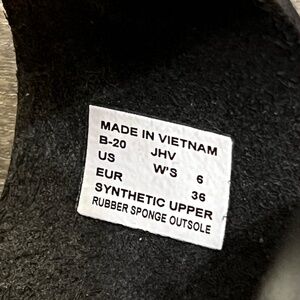 MADE IN VIETNAM
B-20 JHV
US W'S 6
EUR 36
SYNTHETIC UPPER
RUBBER SPONGE OUTSOLE